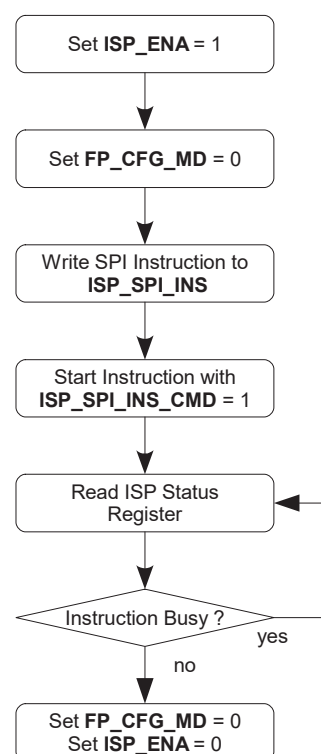 Set ISP_ENA = 1
Set FP_CFG_MD = 0
Write SPI Instruction to
ISP_SPI_INS
Start Instruction with
ISP_SPI_INS_CMD = 1
Read ISP Status
Register
Instruction Busy ?
yes
no
Set FP_CFG_MD = 0
Set ISP_ENA = 0